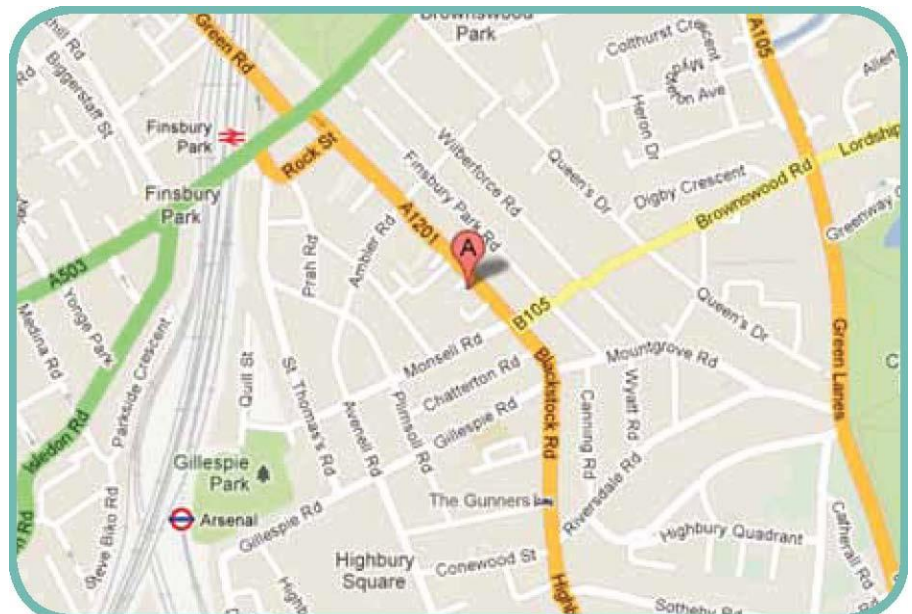 Brownswood
Park
Green Rd
Biggerstaff St
Colthurst Cres
A105
Heron Dr
Finsbury
Park
Rock St
Wilberforce Rd
Finsbury Park Rd
Queen's Dr
Digby Crescent
Brownswood Rd
Lordship
Finsbury
Park
A1201
A
Ambler Rd
Prah Rd
Greenway
A503
Yonge Park
Medina Rd
Parkside Crescent
B105
Queen's Dr
Quill St
St. Thomas's Rd
Monsell Rd
Mountgrove Rd
Green Lanes
C
Blackstock Rd
Chatterton Rd
Isledon Rd
Avenell Rd
Plimsoll Rd
Gillespie Rd
Canning Rd
Wyatt Rd
Gillespie
Park
The Gunners
Riversdale Rd
Steve Biko Rd
Arsenal
Gillespie Rd
Highbury Quadrant
Catherall Rd
Highbury
Square
Conewood St
Sotheby Rd